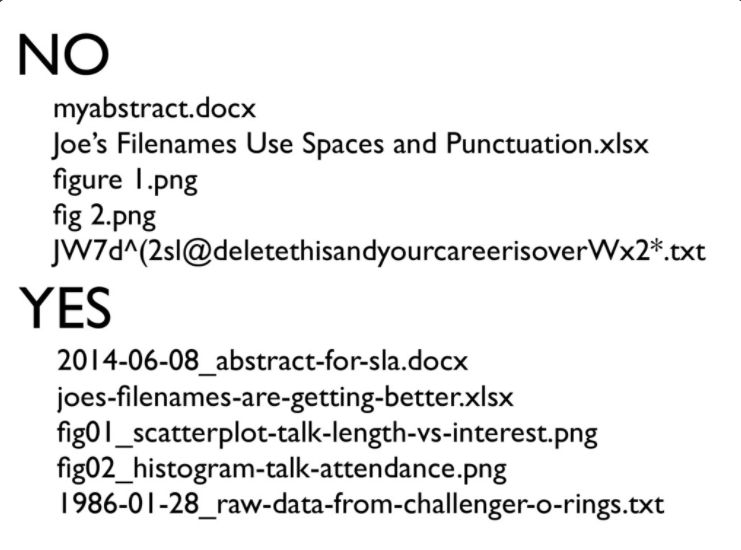 NO
myabstract.docx
Joe’s Filenames Use Spaces and Punctuation.xlsx
figure 1.png
fig 2.png
JW7d^(2sl@deletethisandyourcareerisoverWx2*.txt
YES
2014-06-08_abstract-for-sla.docx
joes-filenames-are-getting-better.xlsx
fig01_scatterplot-talk-length-vs-interest.png
fig02_histogram-talk-attendance.png
1986-01-28_raw-data-from-challenger-o-rings.txt